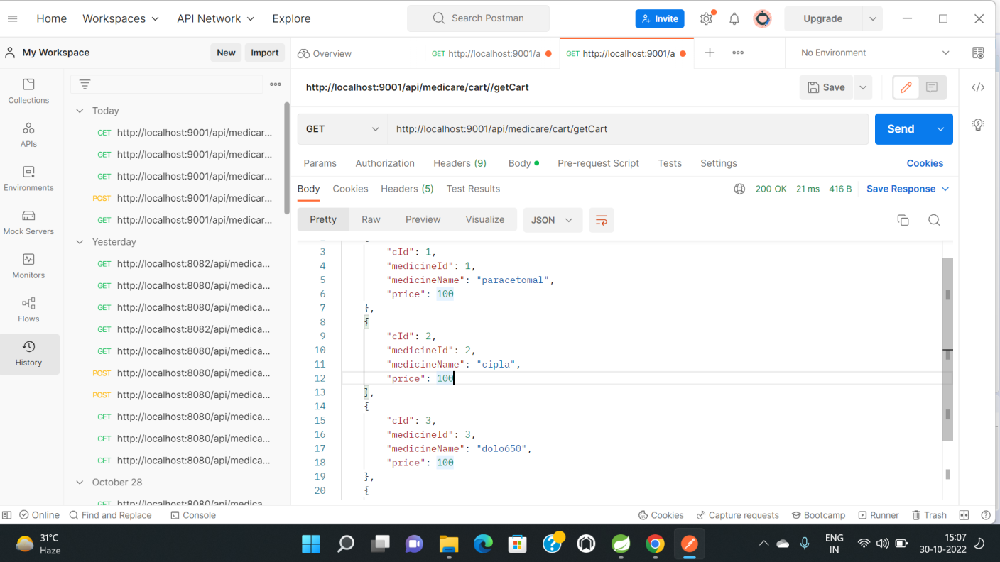 Home Workspaces API Network Explore Search Postman Invite Upgrade
My Workspace New Import Overview GET http://localhost:9001/a GET http://localhost:9001/a No Environment
http://localhost:9001/api/medicare/cart//getCart Save
Collections
APIs
Environments
Mock Servers
Monitors
Flows
History
Today
GET http://localhost:9001/api/medicar...
GET http://localhost:9001/api/medicar...
GET http://localhost:9001/api/medicar...
POST http://localhost:9001/api/medicar...
GET http://localhost:9001/api/medicar...
Yesterday
GET http://localhost:8082/api/medica...
GET http://localhost:8080/api/medica...
GET http://localhost:8080/api/medica...
GET http://localhost:8082/api/medica...
GET http://localhost:8080/api/medica...
POST http://localhost:8080/api/medica...
POST http://localhost:8080/api/medica...
GET http://localhost:8080/api/medica...
GET http://localhost:8080/api/medica...
GET http://localhost:8080/api/medica...
October 28
GET http://localhost:8080/api/medica
GET http://localhost:9001/api/medicare/cart/getCart Send
Params Authorization Headers (9) Body Pre-request Script Tests Settings Cookies
Body Cookies Headers (5) Test Results 200 OK 21 ms 416 B Save Response
Pretty Raw Preview Visualize JSON
2 {
3 "cId": 1,
4 "medicineId": 1,
5 "medicineName": "paracetomal",
6 "price": 100
7 },
8 {
9 "cId": 2,
10 "medicineId": 2,
11 "medicineName": "cipla",
12 "price": 100
13 },
14 {
15 "cId": 3,
16 "medicineId": 3,
17 "medicineName": "dolo650",
18 "price": 100
19 },
20 {
Online Find and Replace Console Cookies Capture requests Bootcamp Runner Trash
31°C
Haze
ENG
IN
15:07
30-10-2022